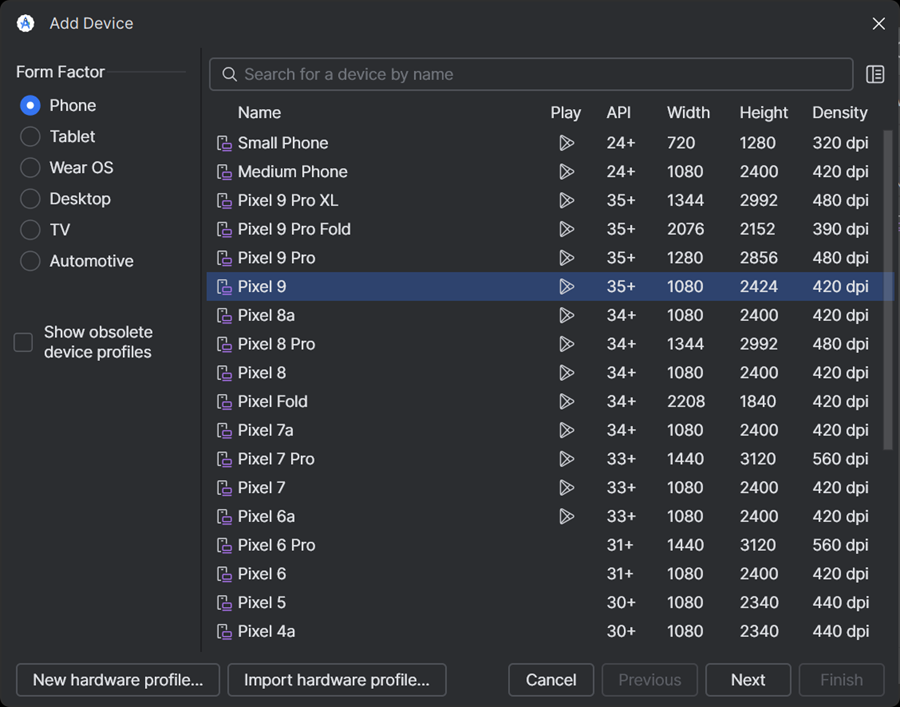 Add Device
Form Factor
Phone
Tablet
Wear OS
Desktop
TV
Automotive
Show obsolete
device profiles
Search for a device by name
Name Play API Width Height Density
Small Phone 24+ 720 1280 320 dpi
Medium Phone 24+ 1080 2400 420 dpi
Pixel 9 Pro XL 35+ 1344 2992 480 dpi
Pixel 9 Pro Fold 35+ 2076 2152 390 dpi
Pixel 9 Pro 35+ 1280 2856 480 dpi
Pixel 9 35+ 1080 2424 420 dpi
Pixel 8a 34+ 1080 2400 420 dpi
Pixel 8 Pro 34+ 1344 2992 480 dpi
Pixel 8 34+ 1080 2400 420 dpi
Pixel Fold 34+ 2208 1840 420 dpi
Pixel 7a 34+ 1080 2400 420 dpi
Pixel 7 Pro 33+ 1440 3120 560 dpi
Pixel 7 33+ 1080 2400 420 dpi
Pixel 6a 33+ 1080 2400 420 dpi
Pixel 6 Pro 31+ 1440 3120 560 dpi
Pixel 6 31+ 1080 2400 420 dpi
Pixel 5 30+ 1080 2340 440 dpi
Pixel 4a 30+ 1080 2340 440 dpi
New hardware profile... Import hardware profile... Cancel Previous Next Finish